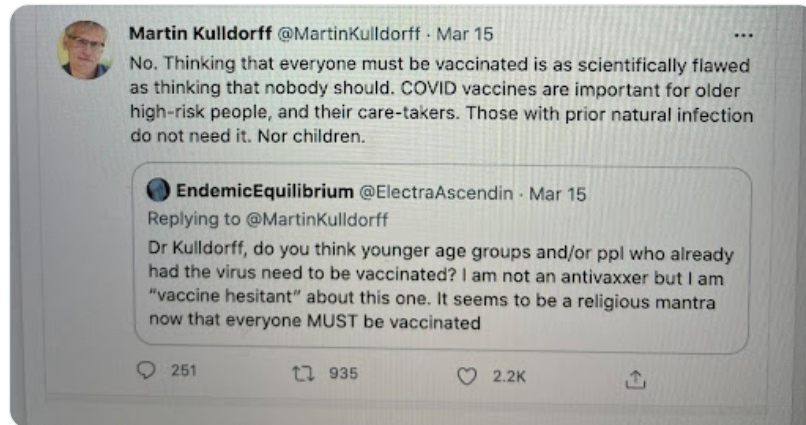 Martin Kulldorff @MartinKulldorff · Mar 15 ...
No. Thinking that everyone must be vaccinated is as scientifically flawed
as thinking that nobody should. COVID vaccines are important for older
high-risk people, and their care-takers. Those with prior natural infection
do not need it. Nor children.
EndemicEquilibrium @ElectraAscendin · Mar 15
Replying to @MartinKulldorff
Dr Kulldorff, do you think younger age groups and/or ppl who already
had the virus need to be vaccinated? I am not an antivaxxer but I am
“vaccine hesitant” about this one. It seems to be a religious mantra
now that everyone MUST be vaccinated
251 935 2.2K